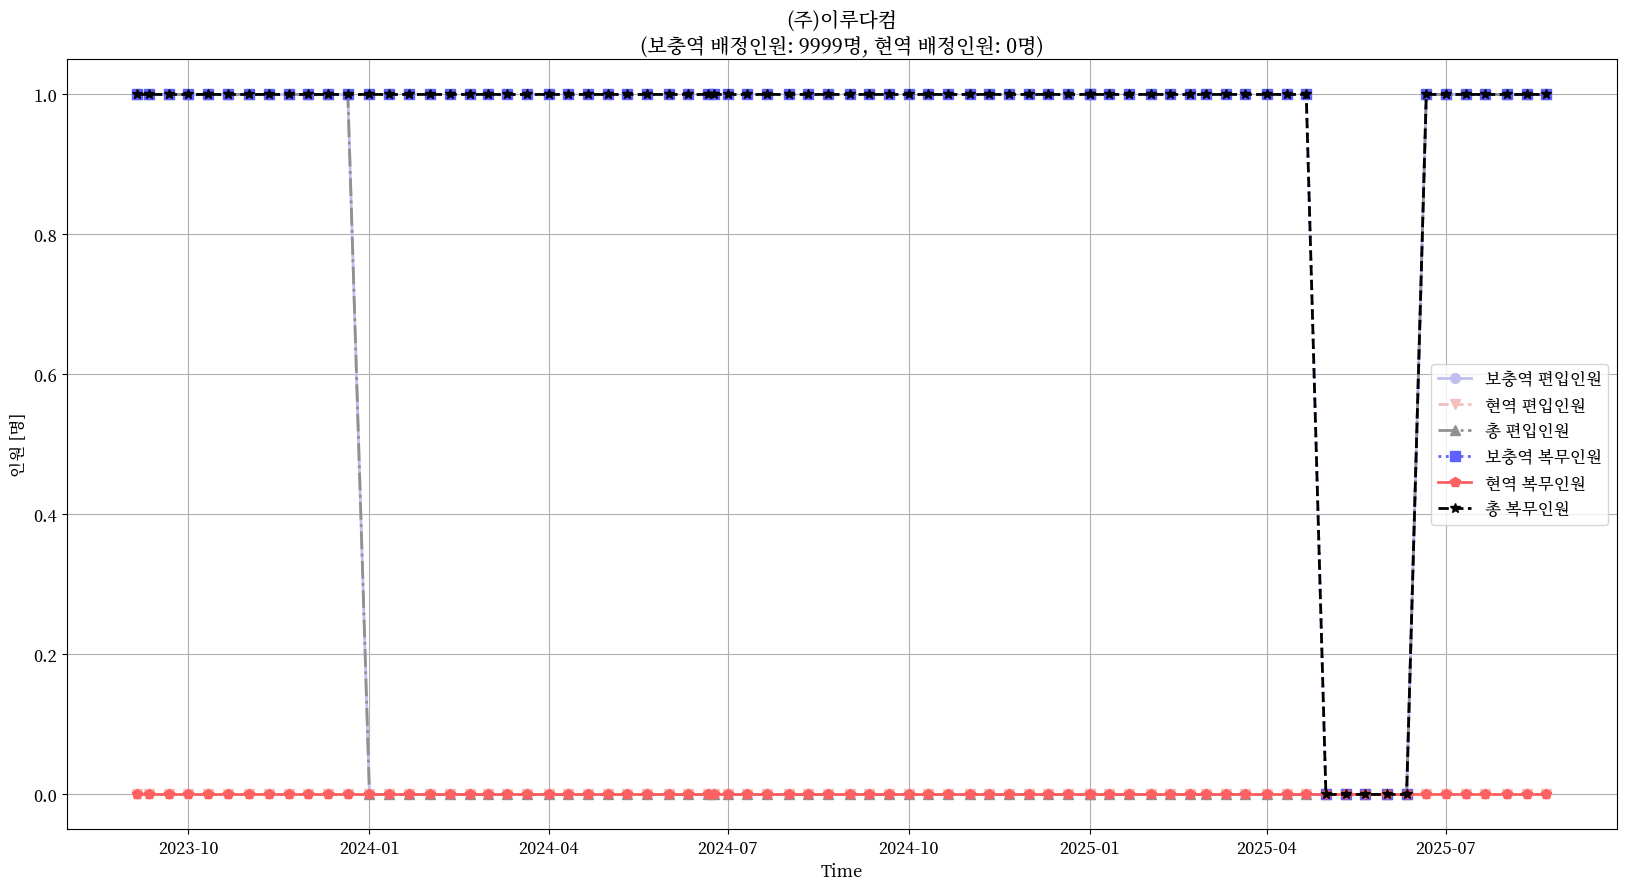 (주)이루다컴
(보충역 배정인원: 9999명, 현역 배정인원: 0명)
인원 [명]
1.0
0.8
0.6
0.4
0.2
0.0
보충역 편입인원
현역 편입인원
총 편입인원
보충역 복무인원
현역 복무인원
총 복무인원
2023-10
2024-01
2024-04
2024-07
2024-10
2025-01
2025-04
2025-07
Time